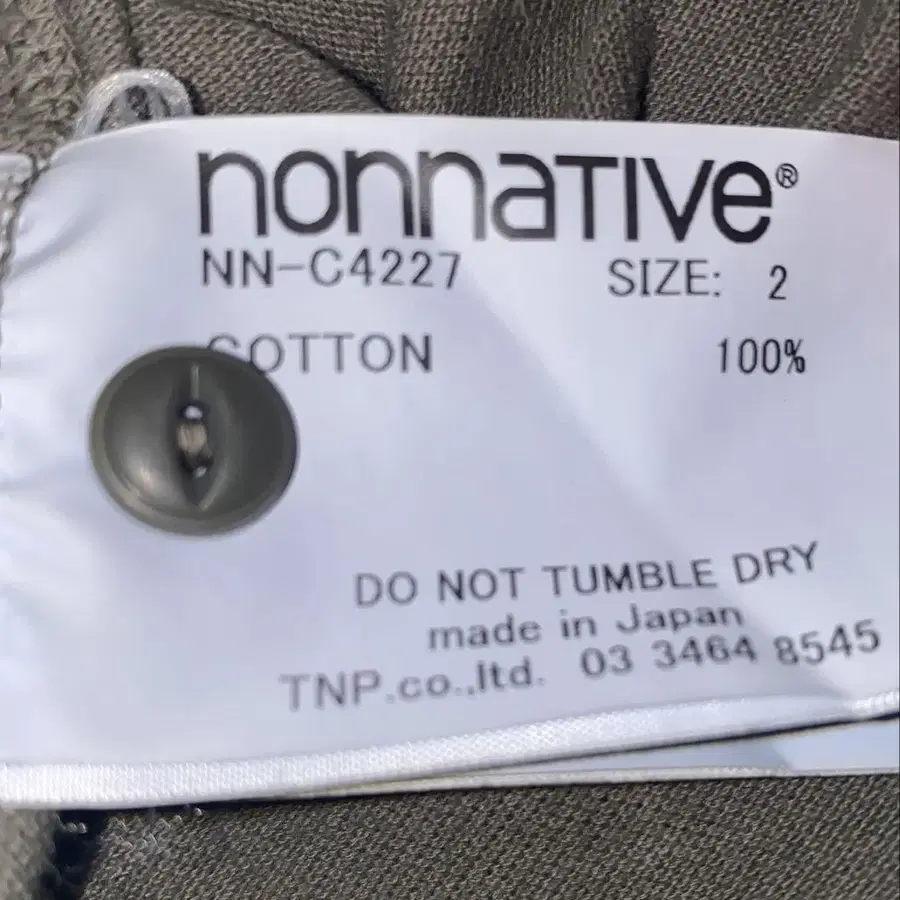 nonnaTIVe®
NN-C4227 SIZE: 2
COTTON 100%
DO NOT TUMBLE DRY
made in Japan
TNP.co.,ltd. 03 3464 8545